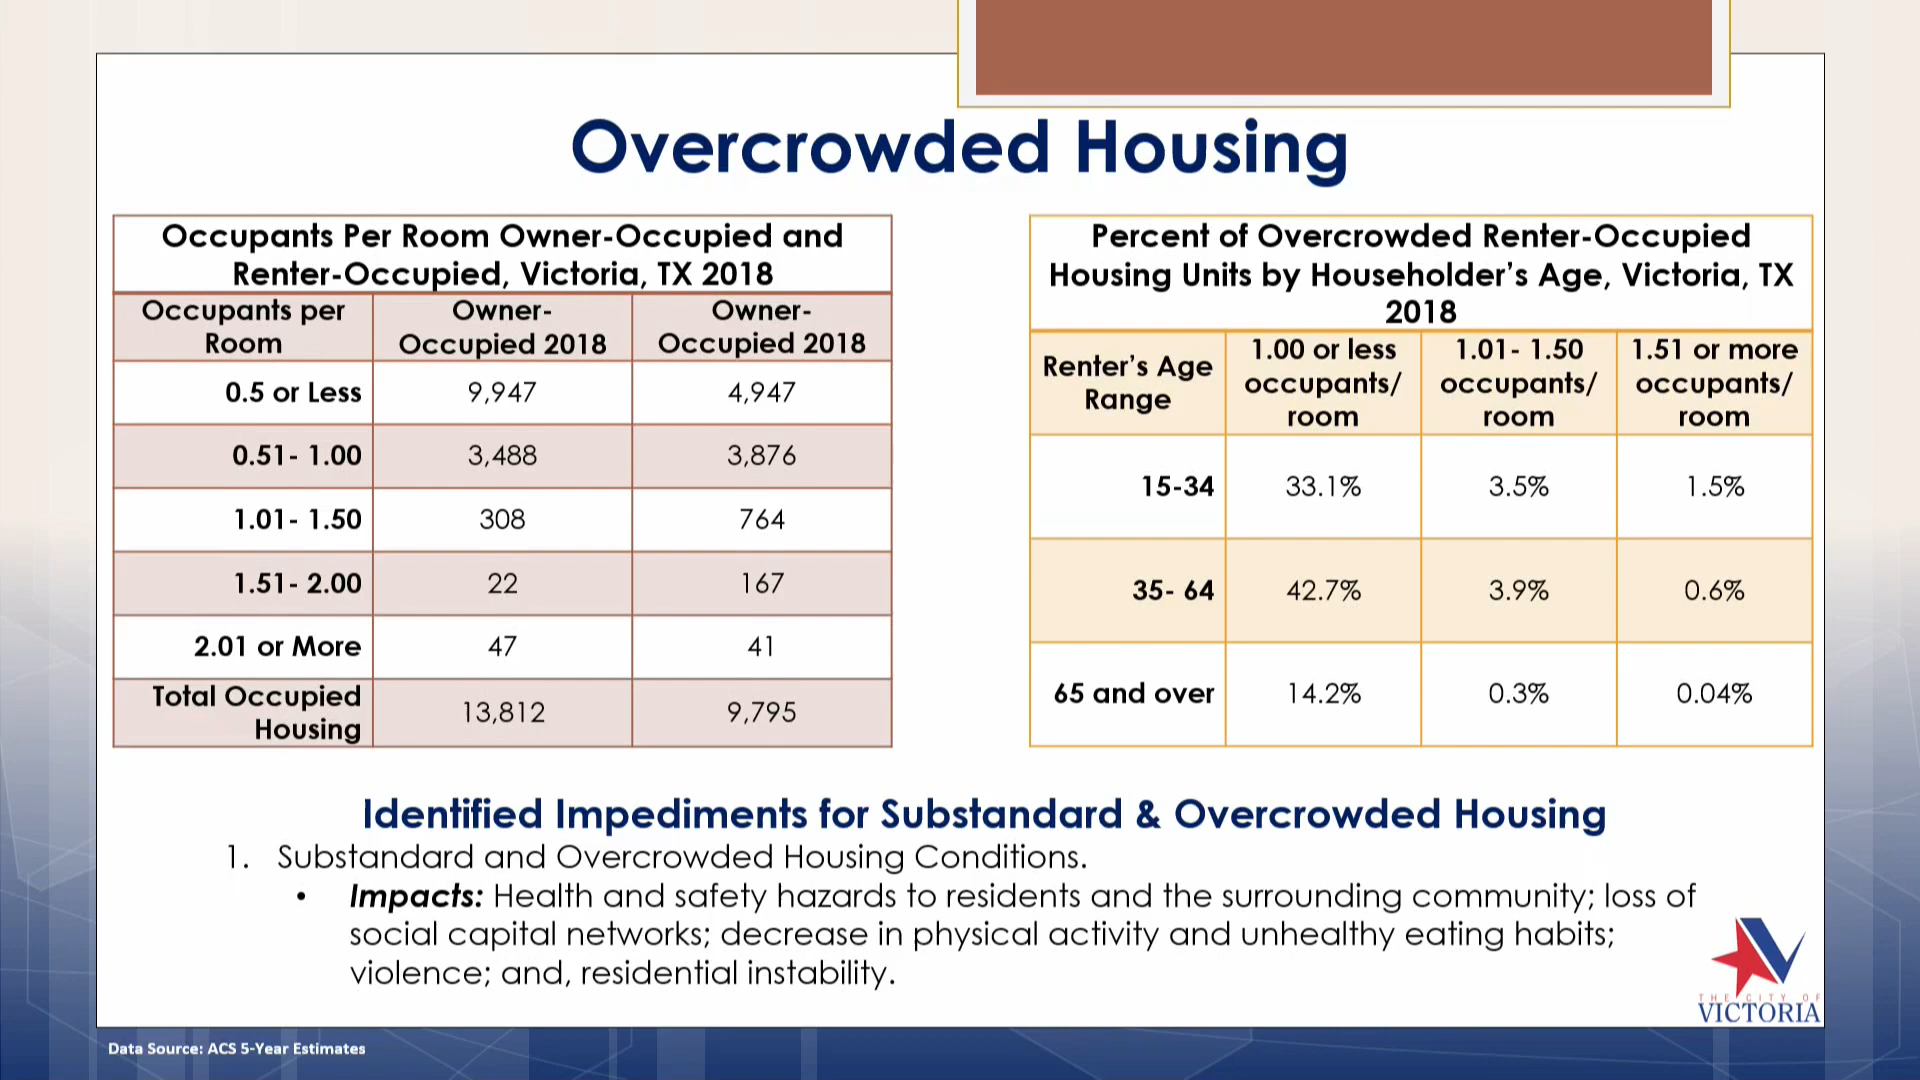 Overcrowded Housing
Occupants Per Room Owner-Occupied and
Renter-Occupied, Victoria, TX 2018
Occupants per
Room
Owner-
Occupied 2018
Owner-
Occupied 2018
0.5 or Less
9,947
4,947
0.51- 1.00
3,488
3,876
1.01- 1.50
308
764
1.51- 2.00
22
167
2.01 or More
47
41
Total Occupied
Housing
13,812
9,795
Percent of Overcrowded Renter-Occupied
Housing Units by Householder’s Age, Victoria, TX
2018
Renter’s Age
Range
1.00 or less
occupants/
room
1.01- 1.50
occupants/
room
1.51 or more
occupants/
room
15-34
33.1%
3.5%
1.5%
35- 64
42.7%
3.9%
0.6%
65 and over
14.2%
0.3%
0.04%
Identified Impediments for Substandard & Overcrowded Housing
1. Substandard and Overcrowded Housing Conditions.
• Impacts: Health and safety hazards to residents and the surrounding community; loss of
social capital networks; decrease in physical activity and unhealthy eating habits;
violence; and, residential instability.
THE CITY OF
VICTORIA
Data Source: ACS 5-Year Estimates